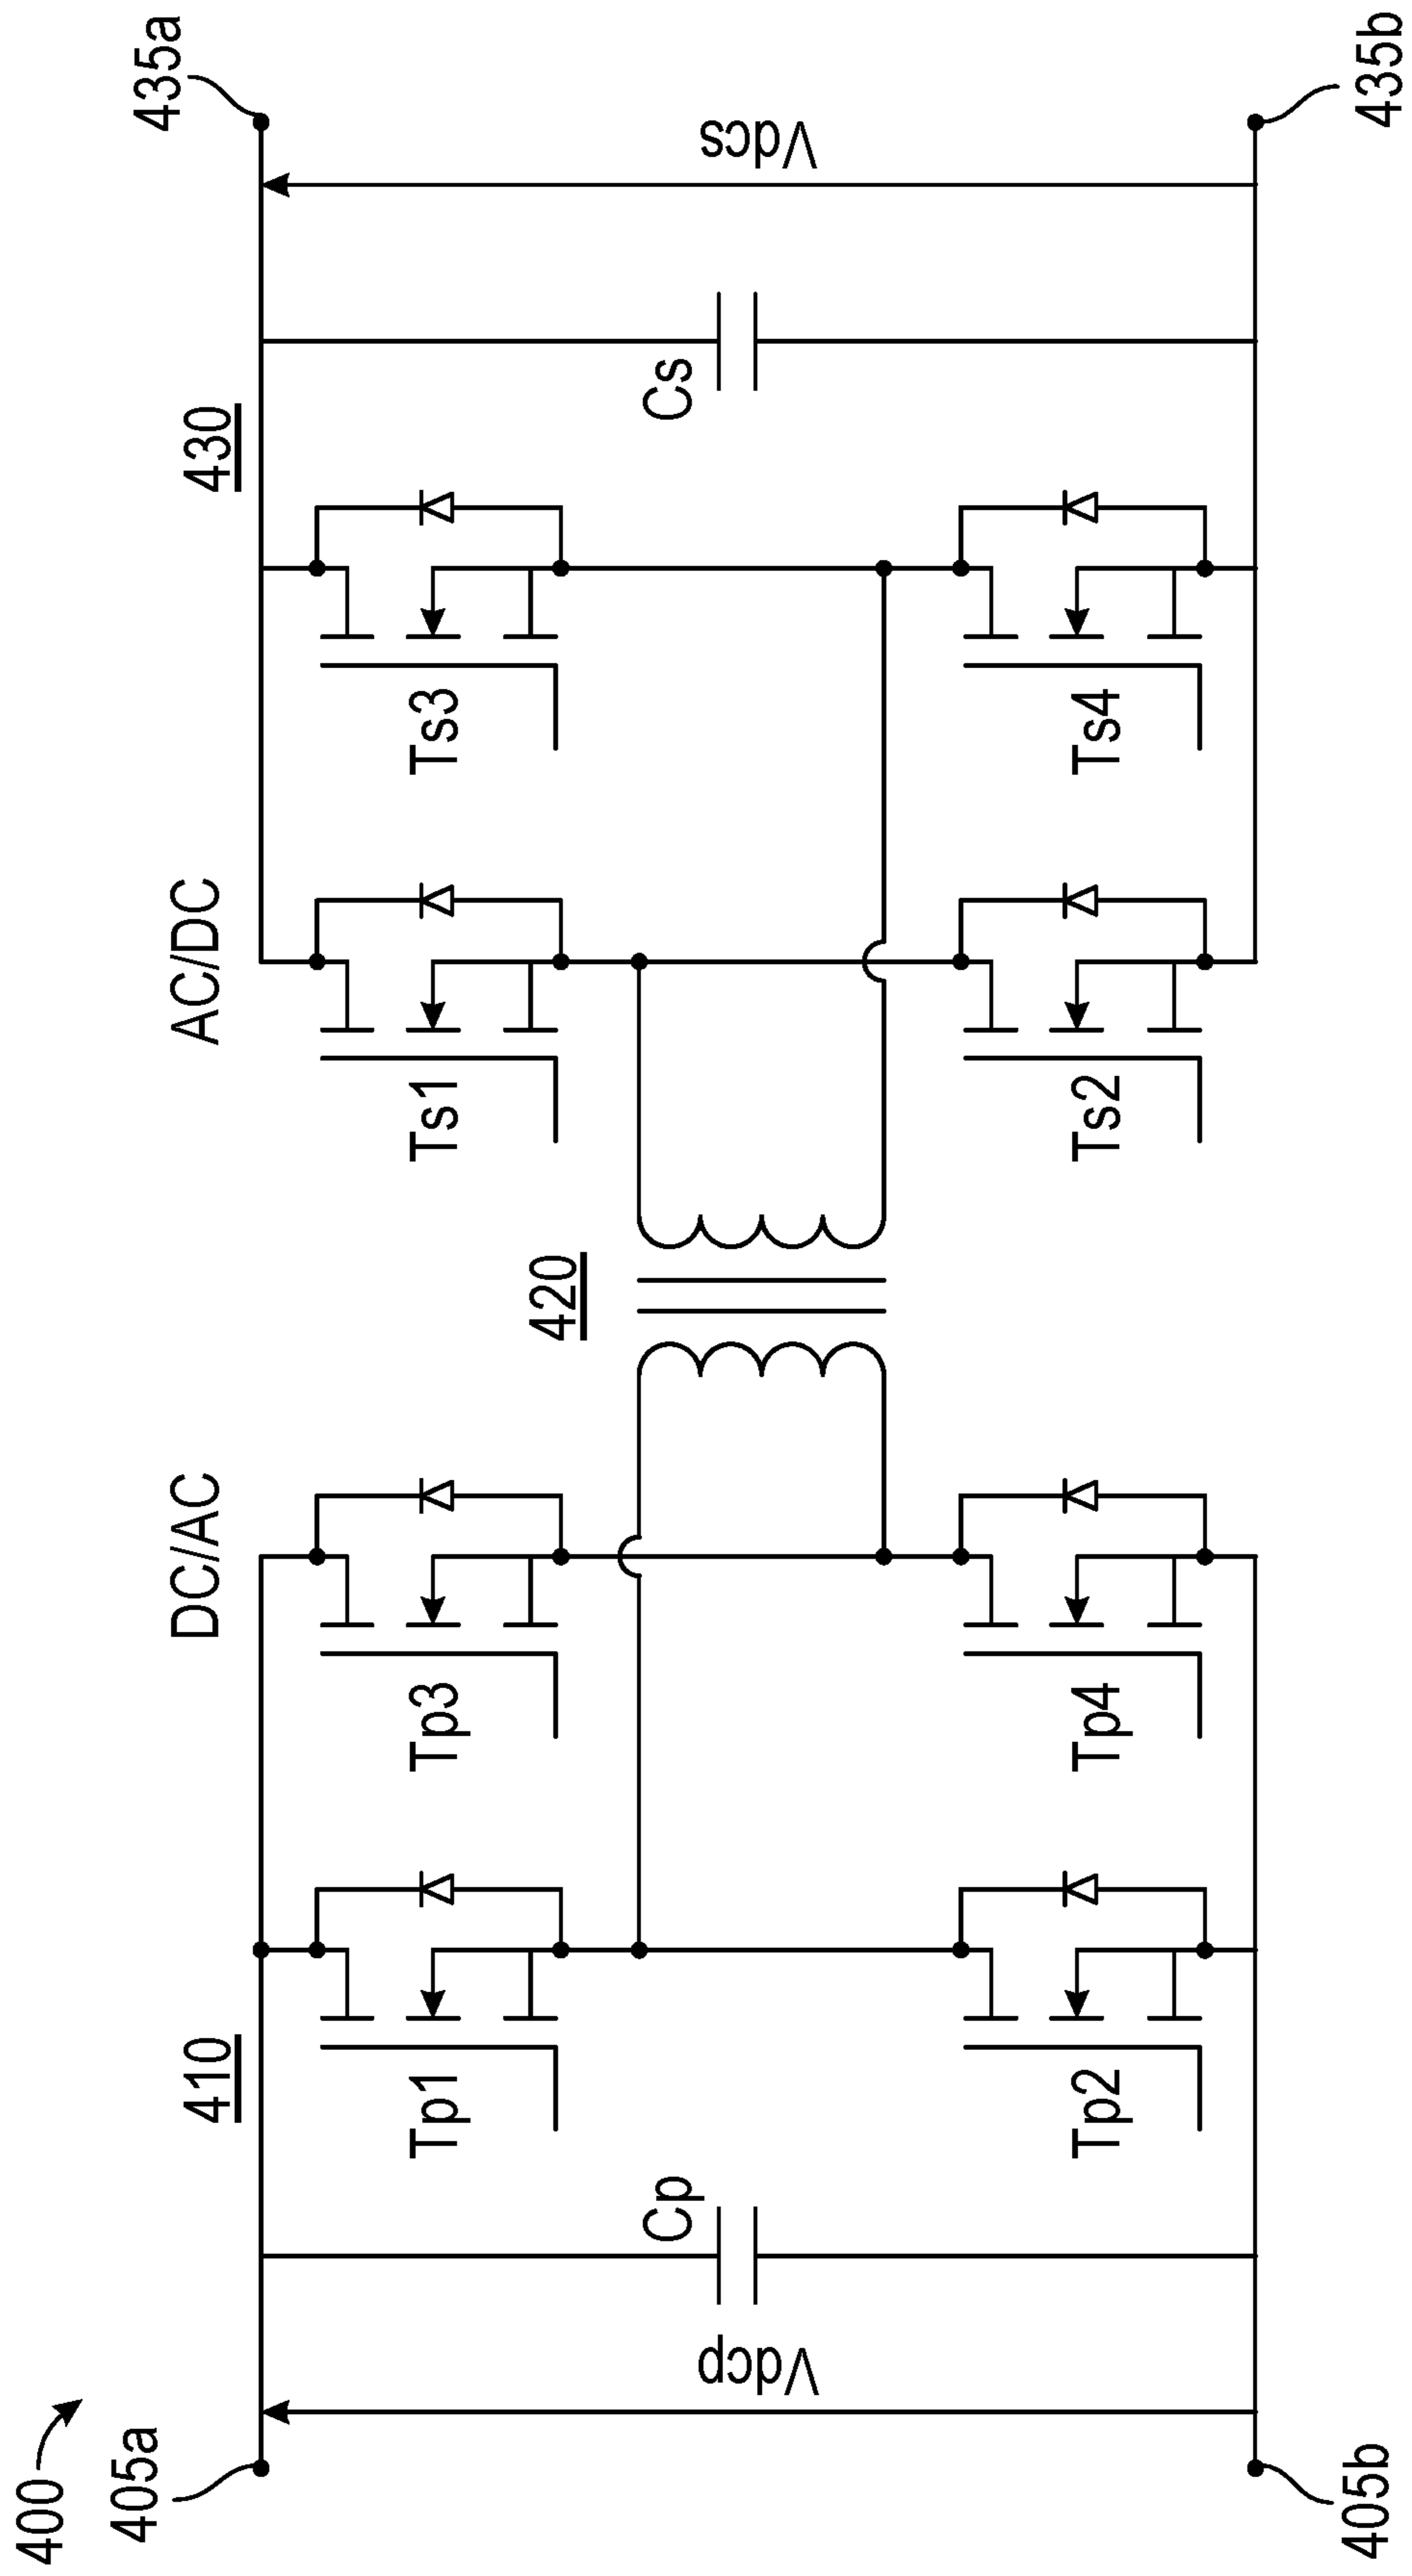 400
405a
405b
Vdcp
Cp
410
Tp1
Tp2
DC/AC
Tp3
Tp4
420
AC/DC
Ts1
Ts2
430
Ts3
Ts4
Cs
Vdcs
435a
435b